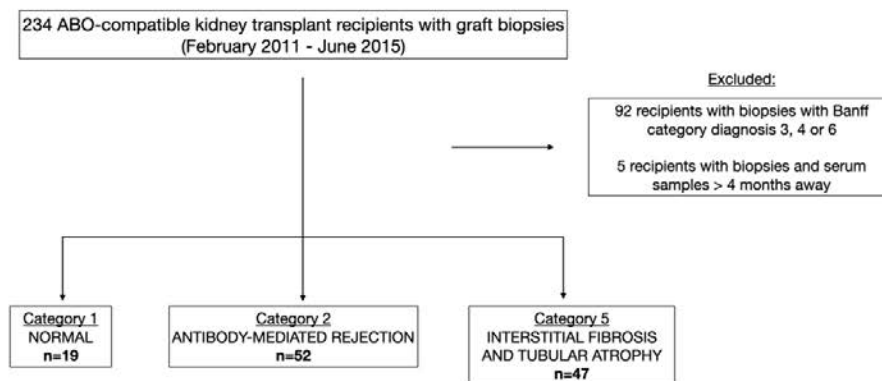 234 ABO-compatible kidney transplant recipients with graft biopsies
(February 2011 - June 2015)
Excluded:
92 recipients with biopsies with Banff
category diagnosis 3, 4 or 6
5 recipients with biopsies and serum
samples > 4 months away
Category 1
NORMAL
n=19
Category 2
ANTIBODY-MEDIATED REJECTION
n=52
Category 5
INTERSTITIAL FIBROSIS
AND TUBULAR ATROPHY
n=47